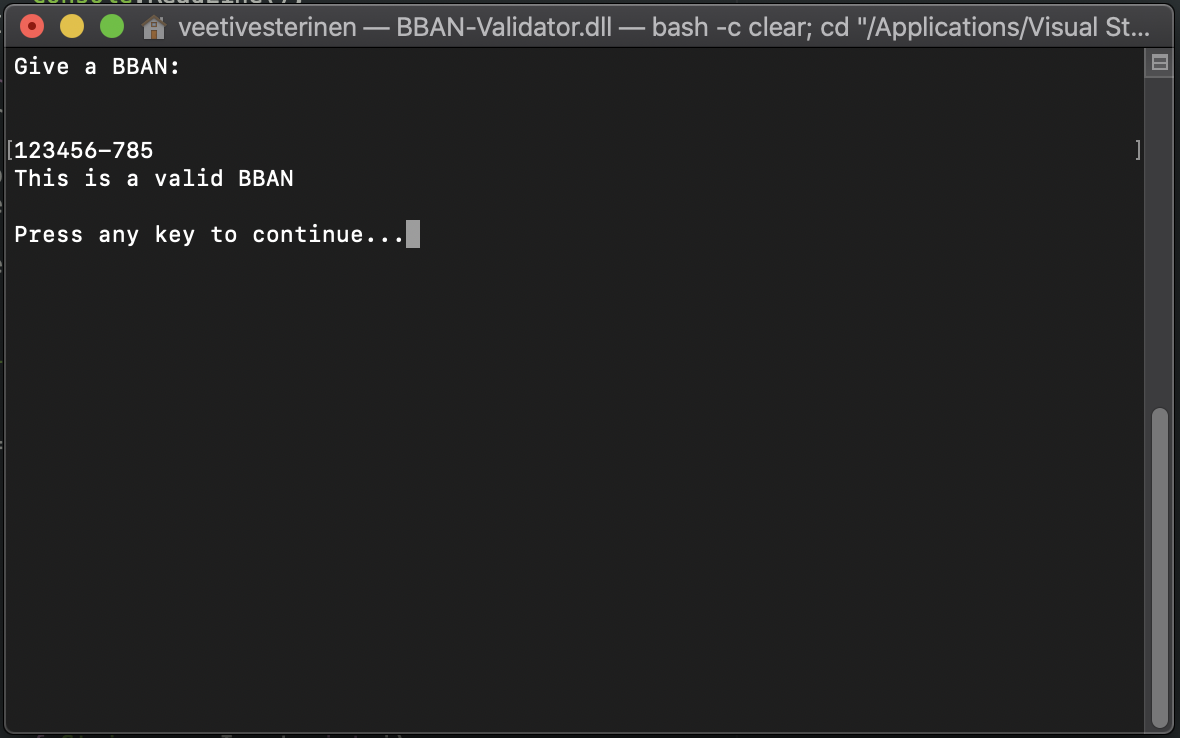 veetivesterinen — BBAN-Validator.dll — bash -c clear; cd "/Applications/Visual St...
Give a BBAN:
[123456-785 ]
This is a valid BBAN
Press any key to continue...